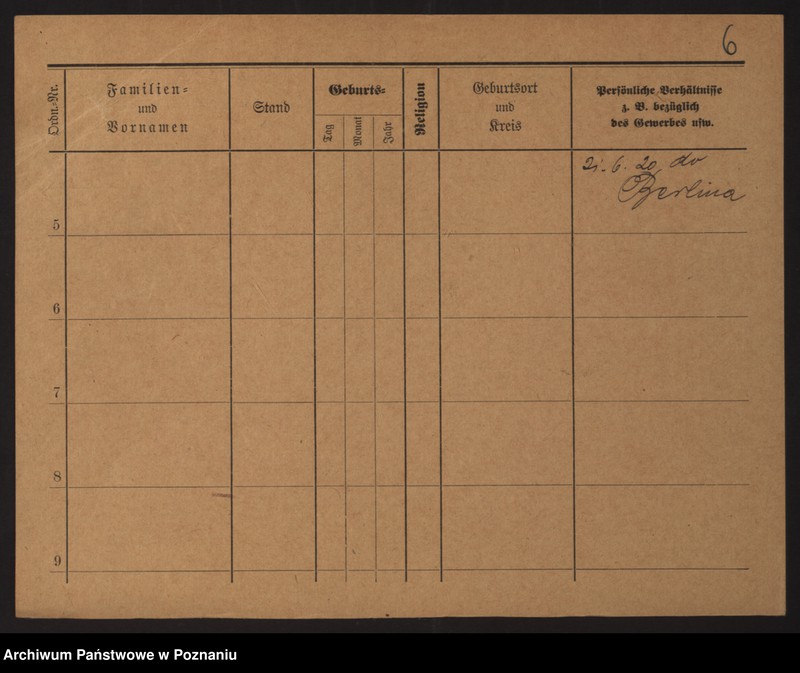 6
Ordn.-Nr.
Familien-
und
Vornamen
Stand
Geburts-
Tag
Monat
Jahr
Religion
Geburtsort
und
Kreis
Persönliche Verhältnisse
z. B. bezüglich
des Gewerbes usw.
21. 6. 20 do
Berlina
5
6
7
8
9
Archiwum Państwowe w Poznaniu